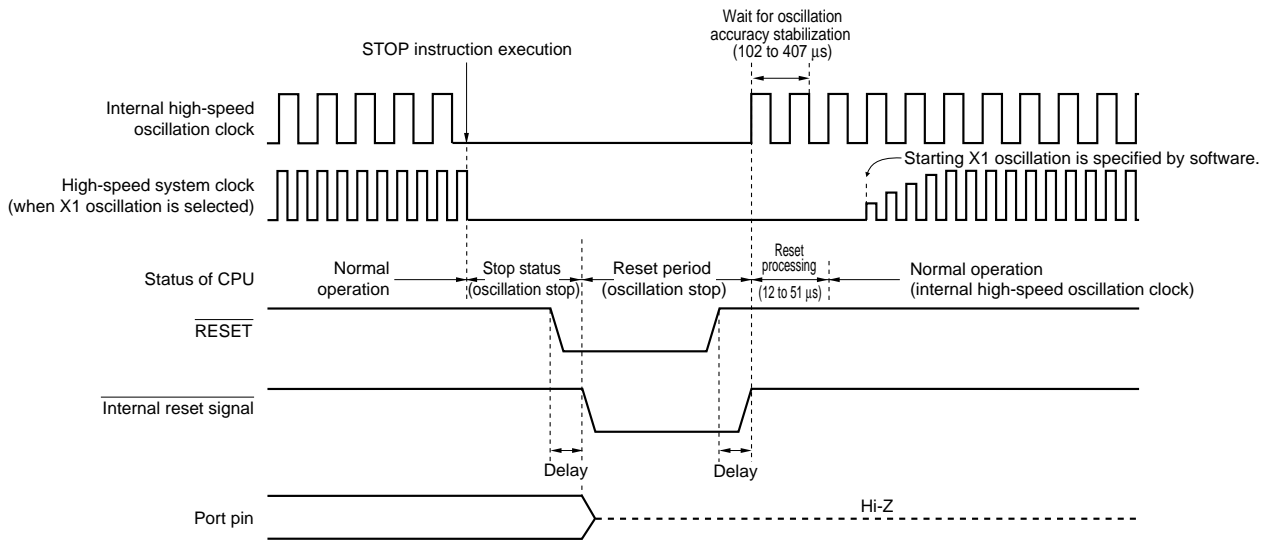 Wait for oscillation
accuracy stabilization
(102 to 407 μs)
STOP instruction execution
Internal high-speed
oscillation clock
Starting X1 oscillation is specified by software.
High-speed system clock
(when X1 oscillation is selected)
Status of CPU
Normal
operation
Stop status
(oscillation stop)
Reset period
(oscillation stop)
Reset
processing
(12 to 51 μs)
Normal operation
(internal high-speed oscillation clock)
RESET
Internal reset signal
Delay
Delay
Port pin
Hi-Z